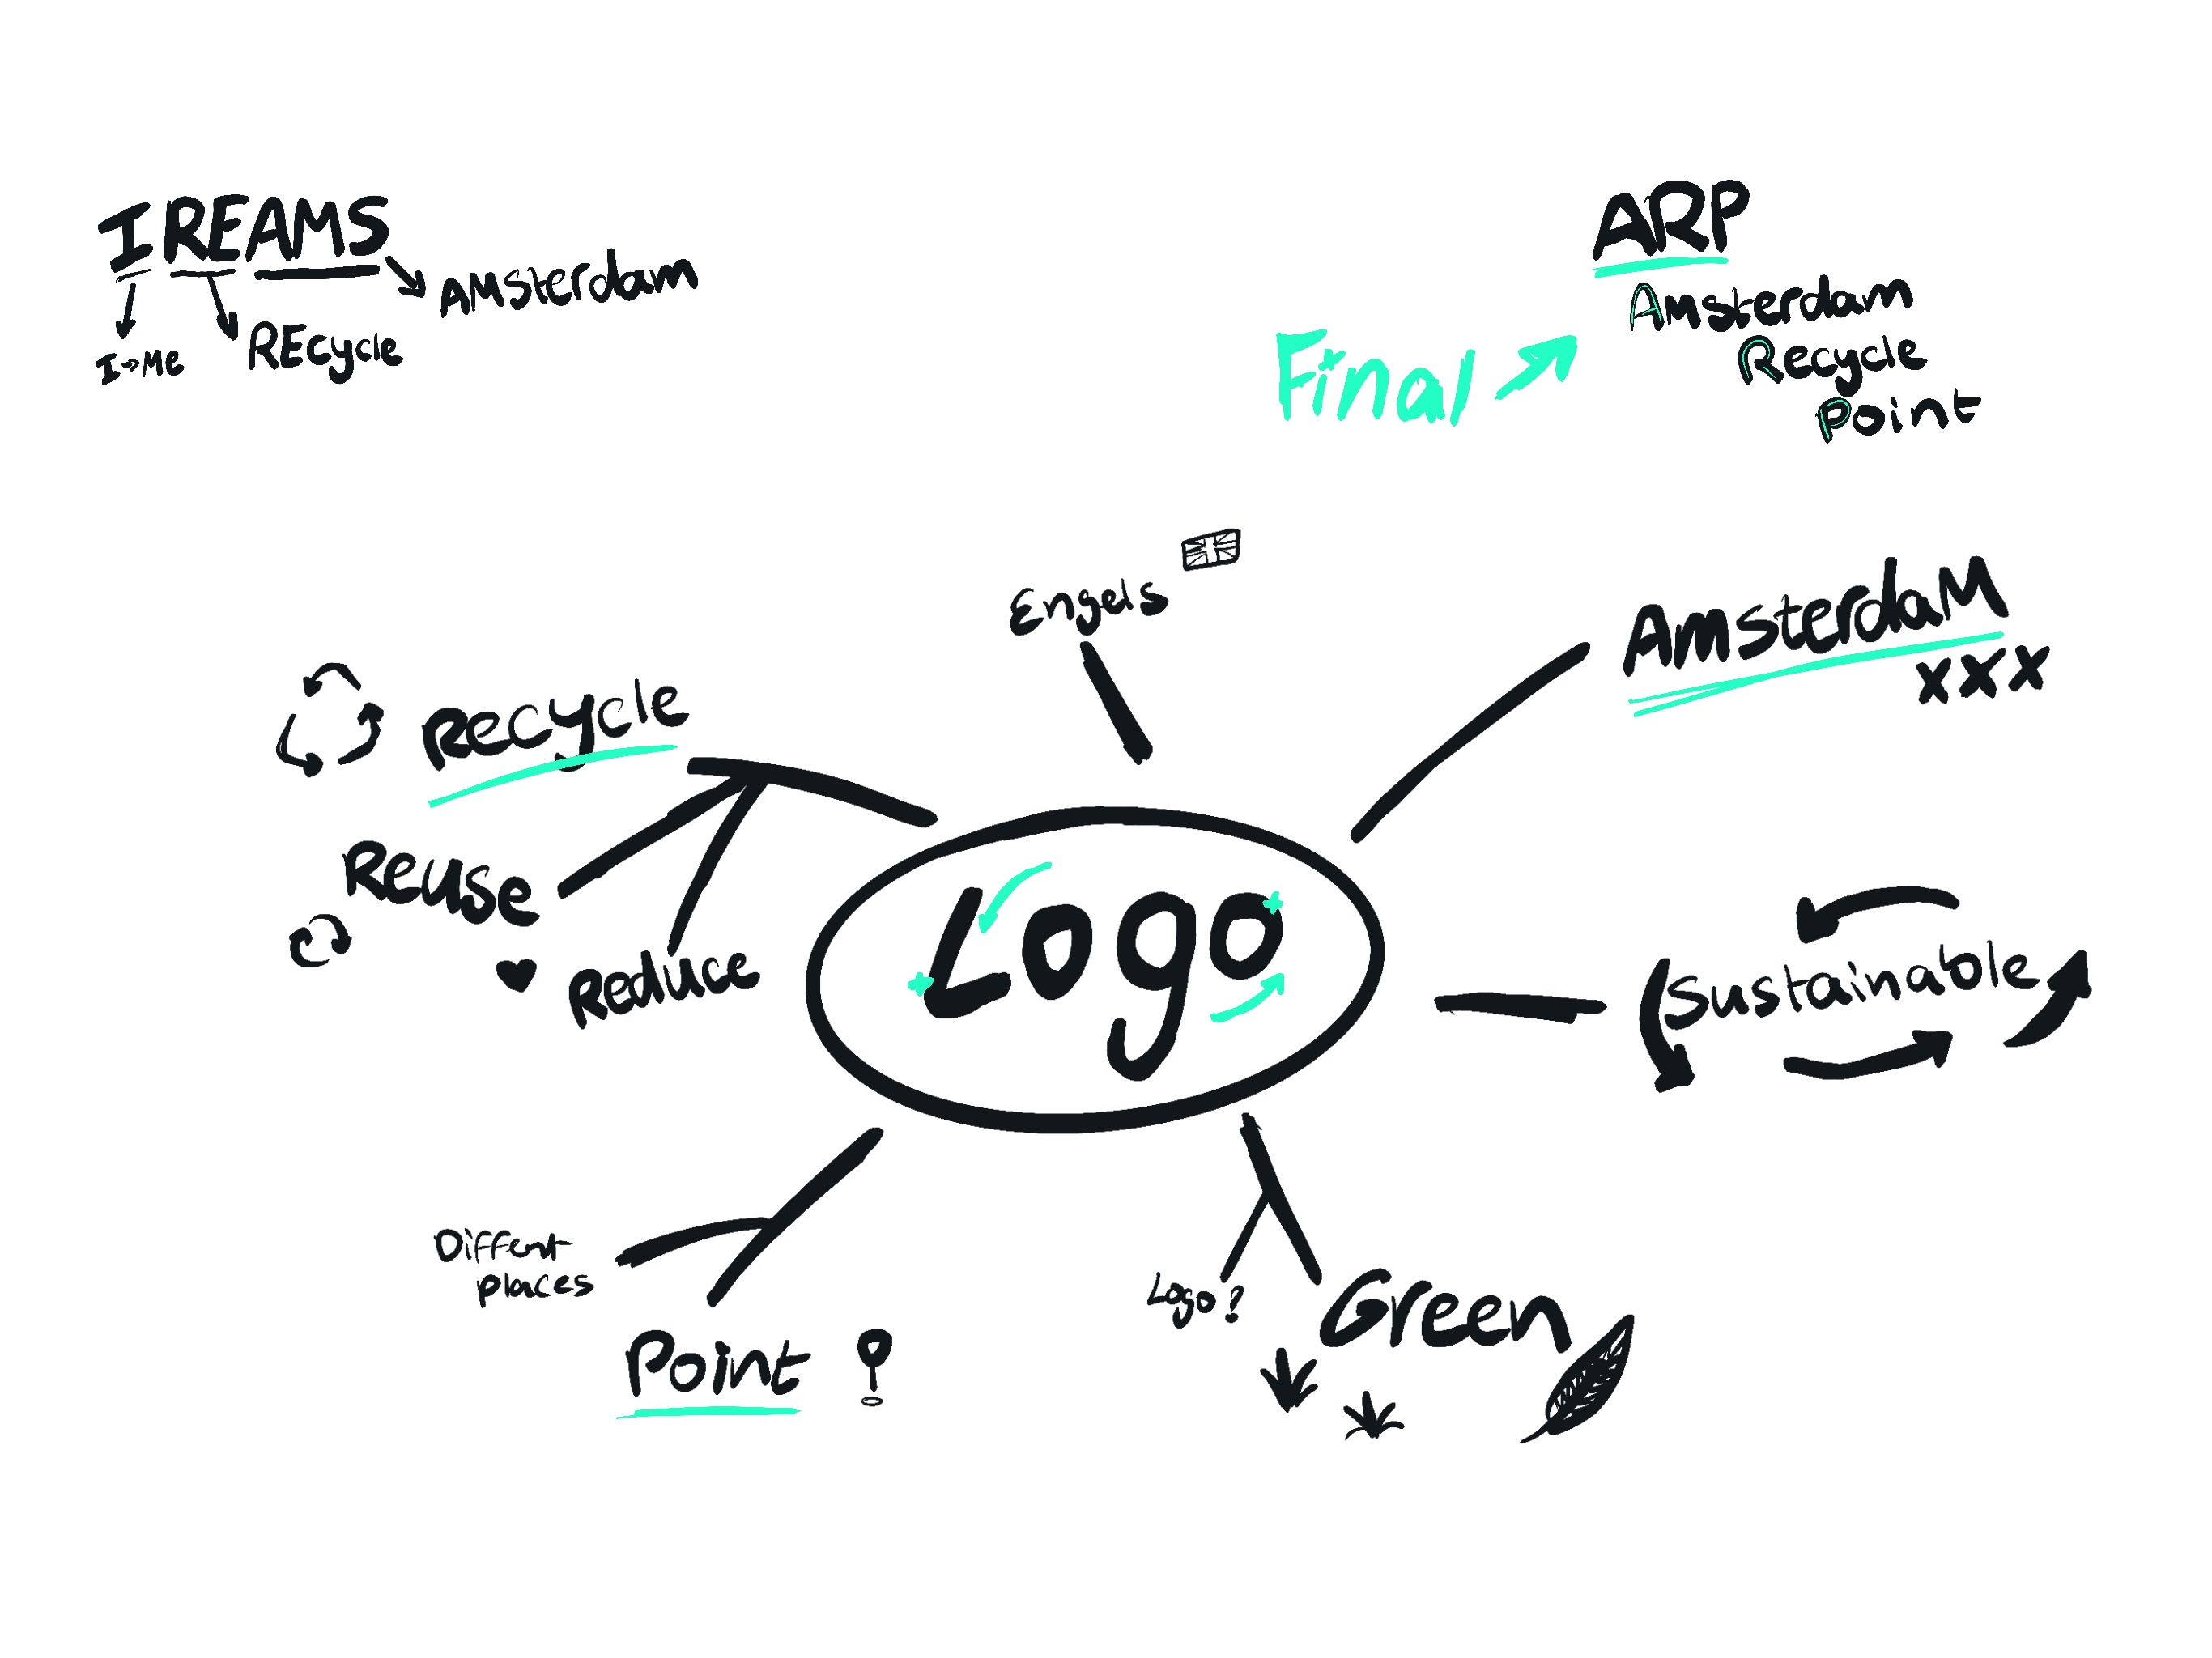 IREAMS
AMsterdam
I→Me
REcycle
ARP
Amsterdam
Recycle
Point
Final
Engels
AMsterdaM
xxx
Recycle
Reuse
Reduce
Logo
Sustainable
Diffent
places
Point
Logo?
Green